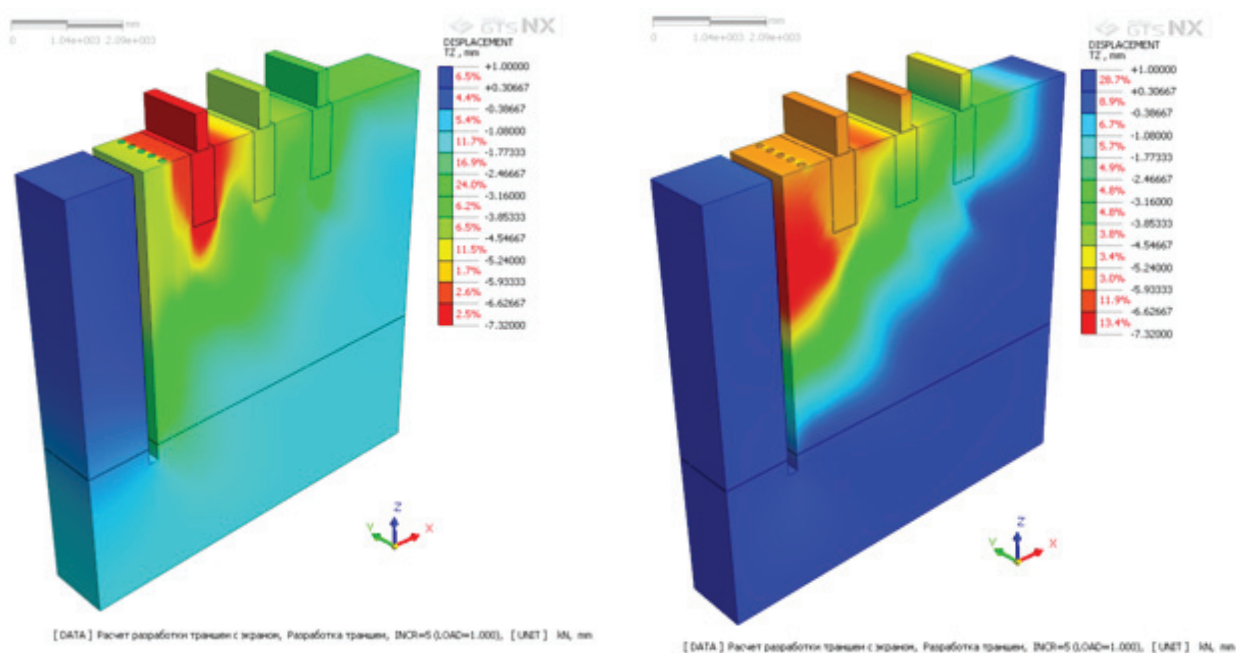 mm
0 1.04e+003 2.09e+003
GTS NX
DISPLACEMENT
TZ , mm
+1.00000
6.5%
+0.30667
4.4%
-0.38667
5.4%
-1.08000
11.7%
-1.77333
16.9%
-2.46667
24.0%
-3.16000
6.2%
-3.85333
6.5%
-4.54667
11.5%
-5.24000
1.7%
-5.93333
2.6%
-6.62667
2.5%
-7.32000
Z
Y
X
[ DATA ] Расчет разработки траншеи с экраном, Разработка траншеи, INCR=5 (LOAD=1.000), [ UNIT ] kN, mm
mm
0 1.04e+003 2.09e+003
GTS NX
DISPLACEMENT
TZ , mm
+1.00000
28.7%
+0.30667
8.9%
-0.38667
6.7%
-1.08000
5.7%
-1.77333
4.9%
-2.46667
4.8%
-3.16000
4.8%
-3.85333
3.8%
-4.54667
3.4%
-5.24000
3.0%
-5.93333
11.9%
-6.62667
13.4%
-7.32000
Z
Y
X
[ DATA ] Расчет разработки траншеи с экраном, Разработка траншеи, INCR=5 (LOAD=1.000), [ UNIT ] kN, mm